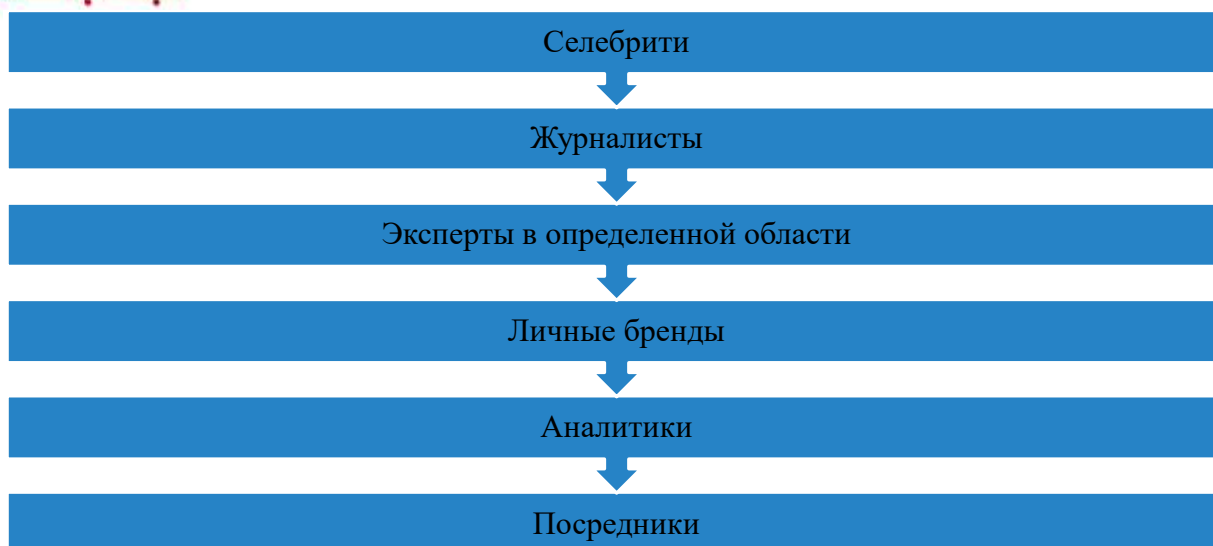 Селебрити
Журналисты
Эксперты в определенной области
Личные бренды
Аналитики
Посредники